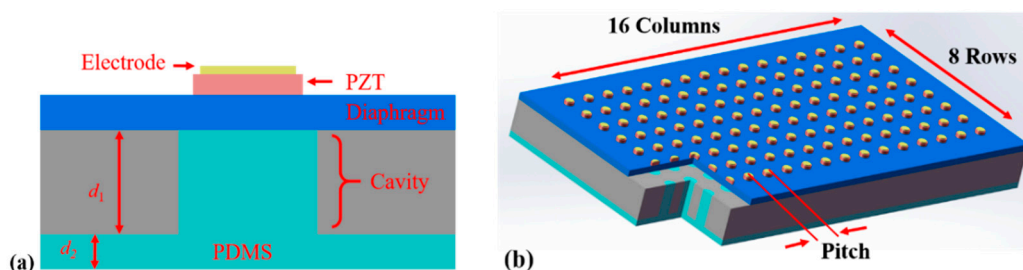 Electrode
PZT
Diaphragm
d1
Cavity
d2
PDMS
(a)
16 Columns
8 Rows
Pitch
(b)